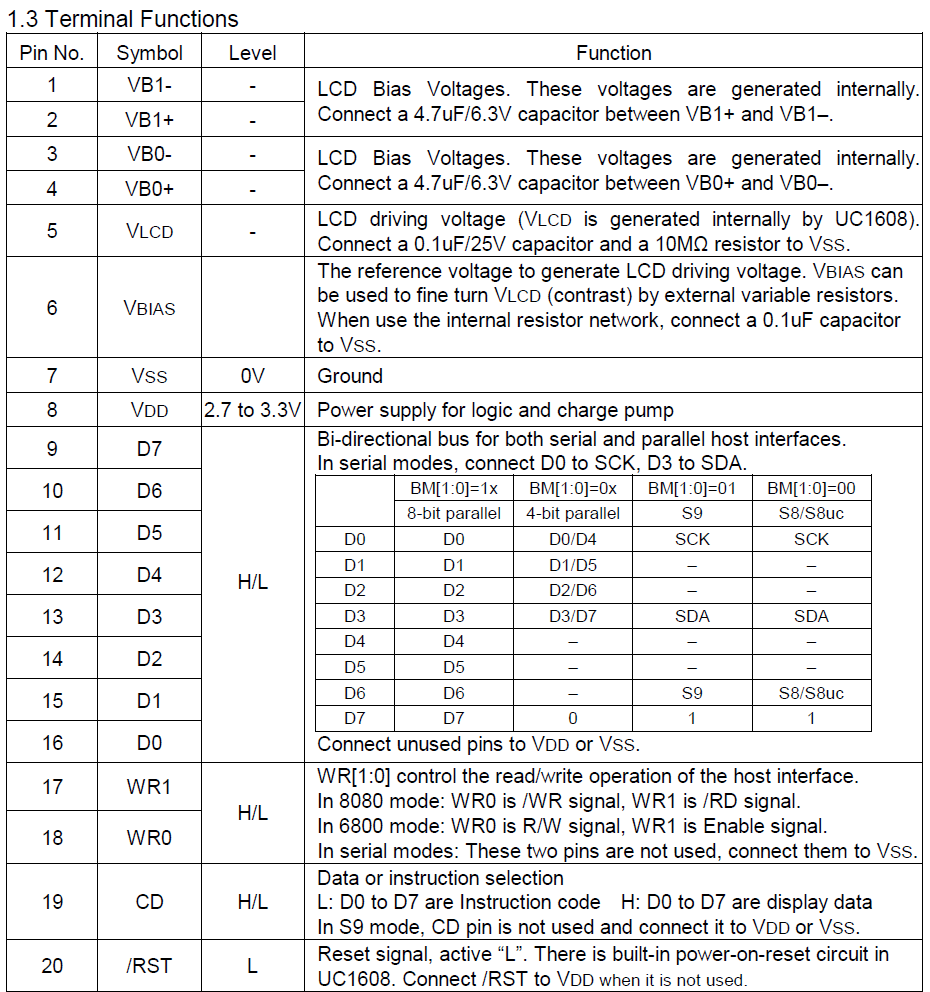 1.3 Terminal Functions
Pin No. Symbol Level Function
1 VB1- -
2 VB1+ -
LCD Bias Voltages. These voltages are generated internally.
Connect a 4.7uF/6.3V capacitor between VB1+ and VB1–.
3 VB0- -
4 VB0+ -
LCD Bias Voltages. These voltages are generated internally.
Connect a 4.7uF/6.3V capacitor between VB0+ and VB0–.
5 VLCD -
LCD driving voltage (VLCD is generated internally by UC1608).
Connect a 0.1uF/25V capacitor and a 10MΩ resistor to VSS.
6 VBIAS
The reference voltage to generate LCD driving voltage. VBIAS can
be used to fine turn VLCD (contrast) by external variable resistors.
When use the internal resistor network, connect a 0.1uF capacitor
to VSS.
7 VSS 0V Ground
8 VDD 2.7 to 3.3V Power supply for logic and charge pump
9 D7
10 D6
11 D5
12 D4
13 D3
14 D2
15 D1
16 D0
H/L
Bi-directional bus for both serial and parallel host interfaces.
In serial modes, connect D0 to SCK, D3 to SDA.
BM[1:0]=1x BM[1:0]=0x BM[1:0]=01 BM[1:0]=00
8-bit parallel 4-bit parallel S9 S8/S8uc
D0 D0 D0/D4 SCK SCK
D1 D1 D1/D5 – –
D2 D2 D2/D6 – –
D3 D3 D3/D7 SDA SDA
D4 D4 – – –
D5 D5 – – –
D6 D6 – S9 S8/S8uc
D7 D7 0 1 1
Connect unused pins to VDD or VSS.
17 WR1
18 WR0
H/L
WR[1:0] control the read/write operation of the host interface.
In 8080 mode: WR0 is /WR signal, WR1 is /RD signal.
In 6800 mode: WR0 is R/W signal, WR1 is Enable signal.
In serial modes: These two pins are not used, connect them to VSS.
19 CD H/L
Data or instruction selection
L: D0 to D7 are Instruction code H: D0 to D7 are display data
In S9 mode, CD pin is not used and connect it to VDD or VSS.
20 /RST L
Reset signal, active “L”. There is built-in power-on-reset circuit in
UC1608. Connect /RST to VDD when it is not used.